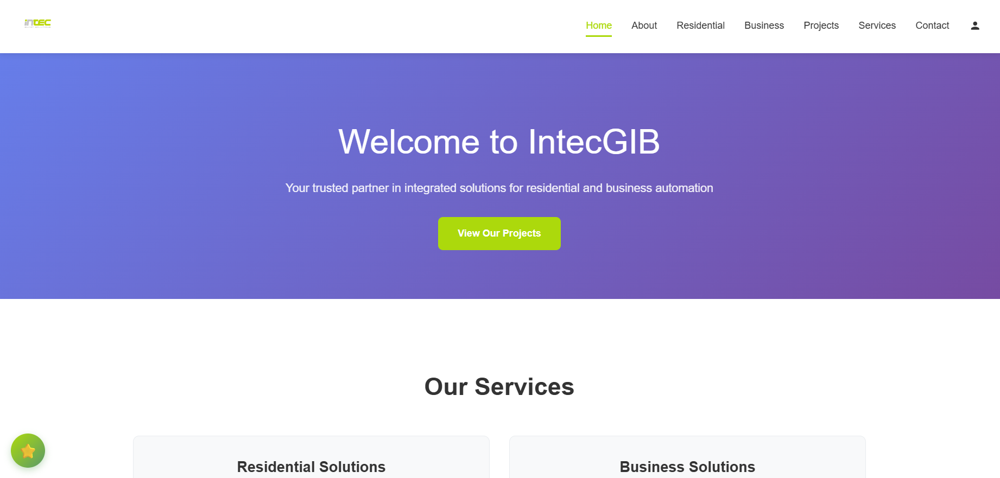 intec
Home About Residential Business Projects Services Contact
Welcome to IntecGIB
Your trusted partner in integrated solutions for residential and business automation
View Our Projects
Our Services
Residential Solutions
Business Solutions